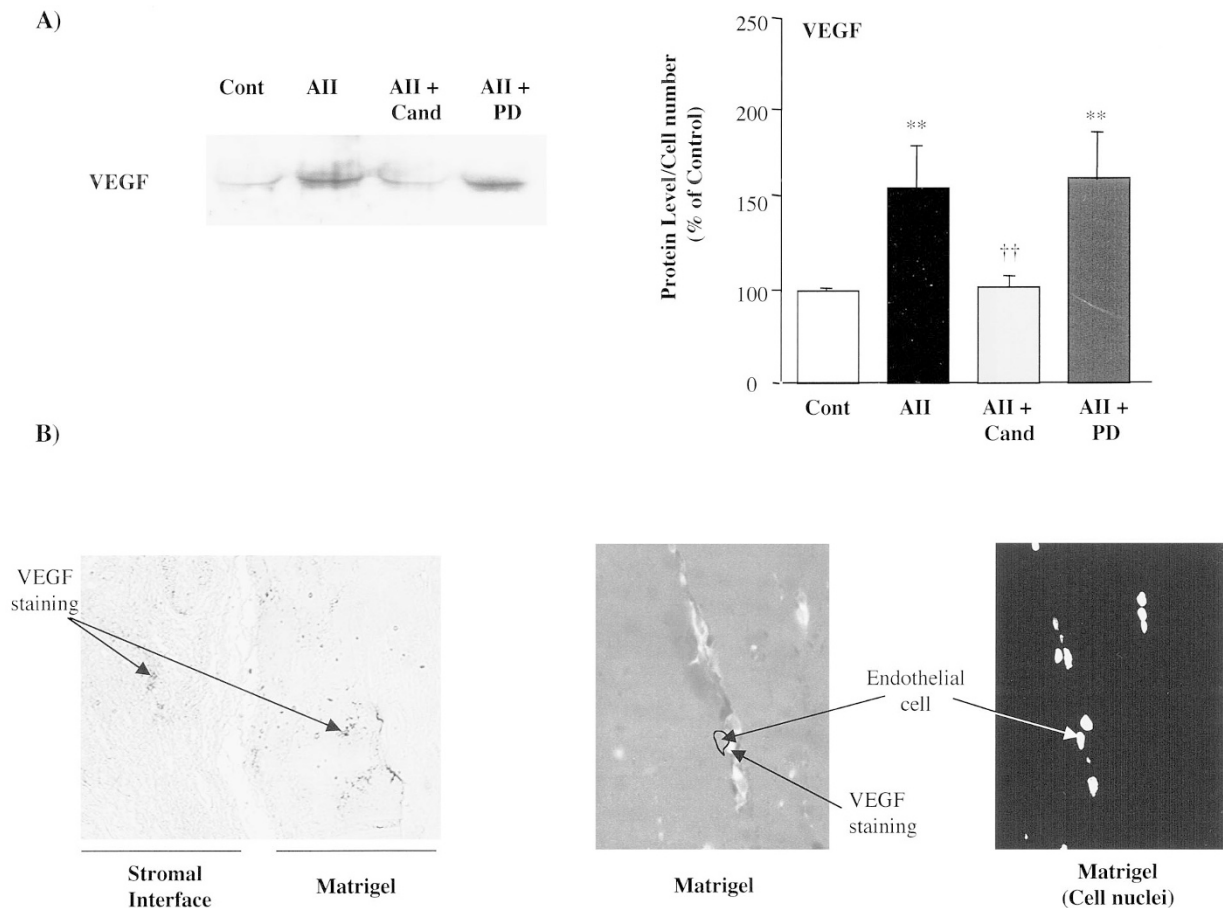 A)
Cont AII AII + Cand AII + PD
VEGF
VEGF
Protein Level/Cell number
(% of Control)
250
200
150
100
0
**
**
††
Cont AII AII + Cand AII + PD
B)
VEGF
staining
Stromal
Interface
Matrigel
Endothelial
cell
VEGF
staining
Matrigel
Matrigel
(Cell nuclei)